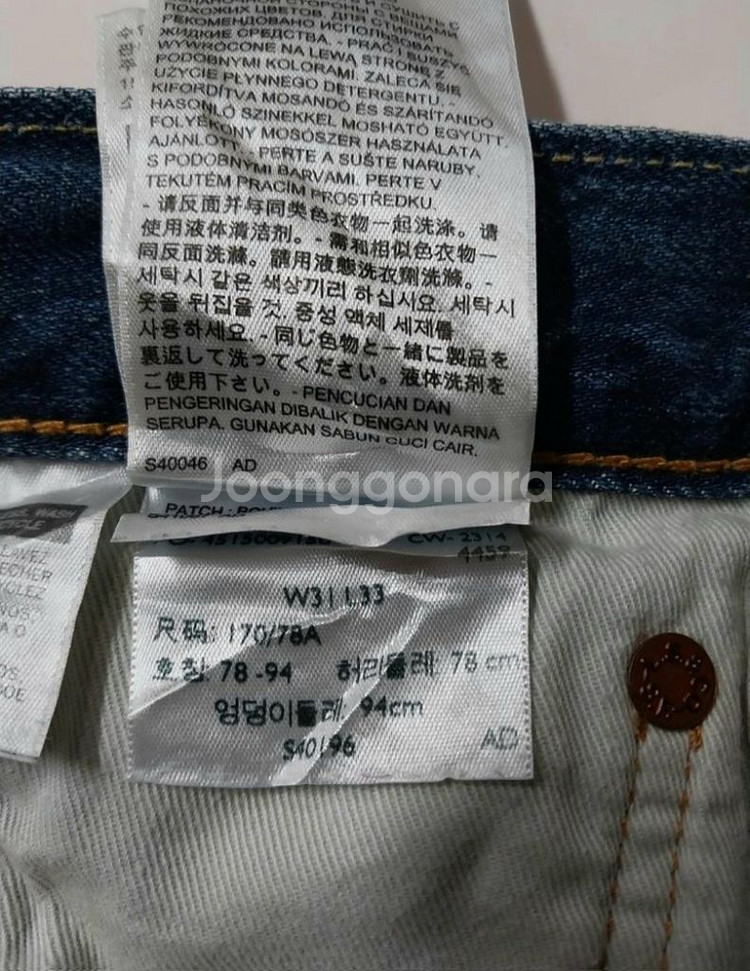 ПОХОЖИХ ЦВЕТОВ. ДЛЯ СТИРКИ
РЕКОМЕНДОВАНО ИСПОЛЬЗОВАТЬ
ЖИДКИЕ СРЕДСТВА. - PRAĆ I SUSZYĆ
WYWRÓCONE NA LEWĄ STRONĘ Z
PODOBNYMI KOLORAMI. ZALECA SIĘ
UŻYCIE PŁYNNEGO DETERGENTU. -
KIFORDÍTVA MOSANDÓ ÉS SZÁRÍTANDÓ
HASONLÓ SZINEKKEL MOSHATÓ EGYÜTT.
FOLYÉKONY MOSÓSZER HASZNÁLATA
AJÁNLOTT. - PERTE A SUŠTE NARUBY,
S PODOBNÝMI BARVAMI. PERTE V
TEKUTÉM PRACÍM PROSTŘEDKU.
- 请反面并与同类色衣物一起洗涤。请
使用液体清洁剂。- 需和相似色衣物一
同反面洗滌。請用液態洗衣劑洗滌。-
세탁시 같은 색상끼리 하십시요. 세탁시
옷을 뒤집을 것. 중성 액체 세제를
사용하세요. - 同じ色物と一緒に製品を
裏返して洗ってください。液体洗剤を
ご使用下さい。- PENCUCIAN DAN
PENGERINGAN DIBALIK DENGAN WARNA
SERUPA. GUNAKAN SABUN CUCI CAIR.
S40046 AD
Joonggonara
PATCH:
CW- 2314
4459
W31 L33
尺码: 170/78A
호칭: 78 -94 허리둘레: 78 cm
엉덩이둘레: 94cm
S40196 AD
WASH
LAVEZ